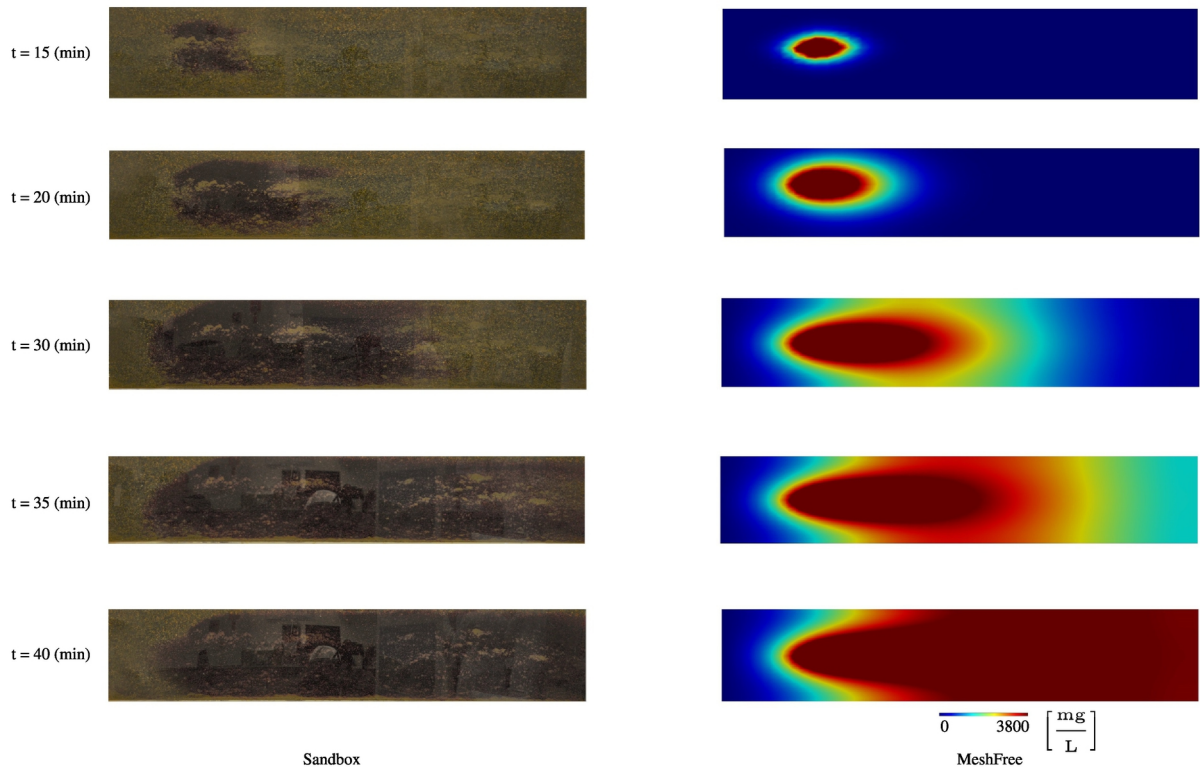 t = 15 (min)
t = 20 (min)
t = 30 (min)
t = 35 (min)
t = 40 (min)
0 3800 [mg/L]
Sandbox MeshFree